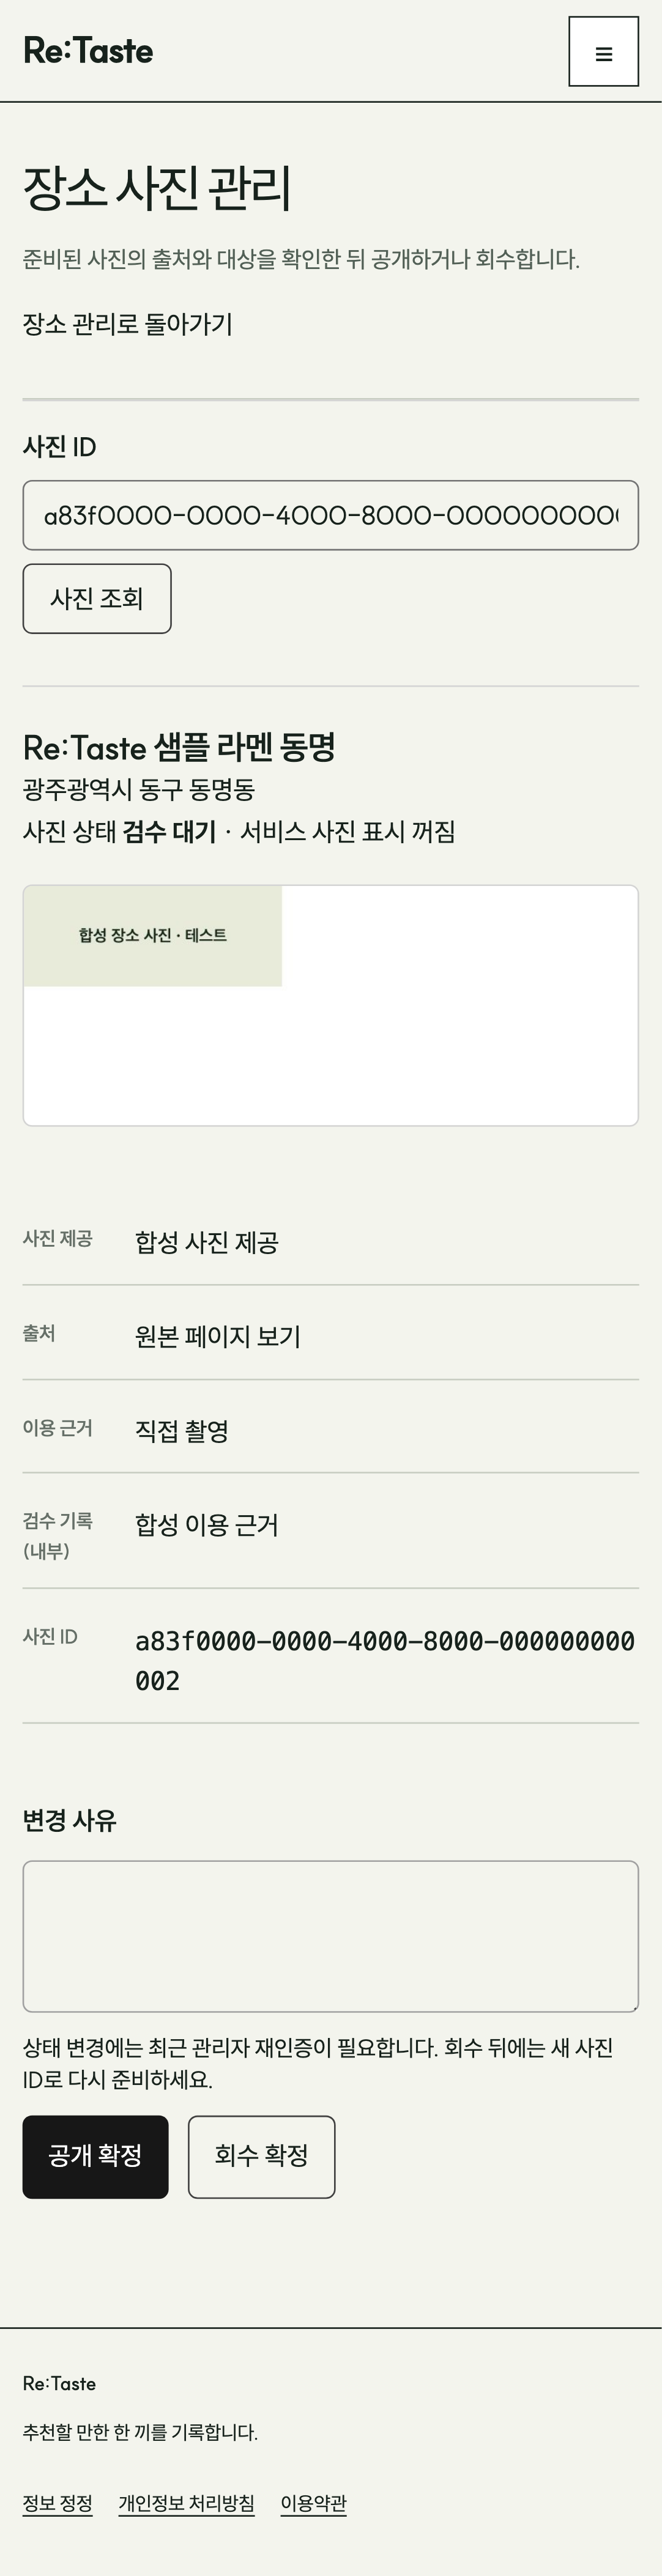 Re:Taste
≡
장소 사진 관리
준비된 사진의 출처와 대상을 확인한 뒤 공개하거나 회수합니다.
장소 관리로 돌아가기
사진 ID
a83f0000-0000-4000-8000-0000000000
사진 조회
Re:Taste 샘플 라멘 동명
광주광역시 동구 동명동
사진 상태 검수 대기 · 서비스 사진 표시 꺼짐
합성 장소 사진 · 테스트
사진 제공 합성 사진 제공
출처 원본 페이지 보기
이용 근거 직접 촬영
검수 기록 합성 이용 근거
(내부)
사진 ID a83f0000-0000-4000-8000-000000000
002
변경 사유
상태 변경에는 최근 관리자 재인증이 필요합니다. 회수 뒤에는 새 사진
ID로 다시 준비하세요.
공개 확정 회수 확정
Re:Taste
추천할 만한 한 끼를 기록합니다.
정보 정정 개인정보 처리방침 이용약관